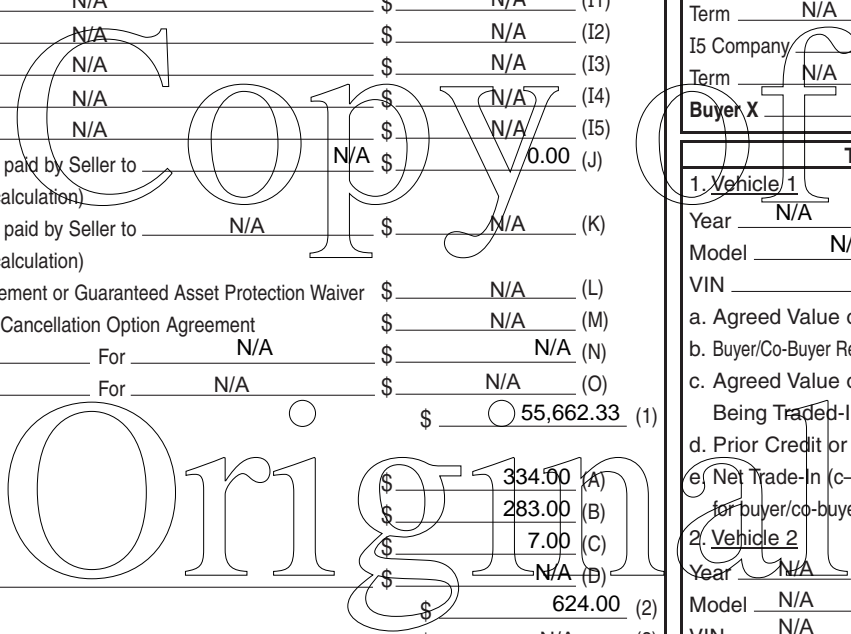 N/A $ N/A (I1)
N/A $ N/A (I2)
N/A $ N/A (I3)
N/A $ N/A (I4)
N/A $ N/A (I5)
paid by Seller to N/A $ 0.00 (J)
calculation)
paid by Seller to N/A $ N/A (K)
calculation)
ement or Guaranteed Asset Protection Waiver $ N/A (L)
Cancellation Option Agreement $ N/A (M)
For N/A $ N/A (N)
For N/A $ N/A (O)
$ 55,662.33 (1)
$ 334.00 (A)
$ 283.00 (B)
$ 7.00 (C)
$ N/A (D)
$ 624.00 (2)
Term N/A
I5 Company
Term N/A
Buyer X
1. Vehicle 1
Year N/A
Model N/
VIN
a. Agreed Value
b. Buyer/Co-Buyer Re
c. Agreed Value
Being Traded-I
d. Prior Credit or
e. Net Trade-In (c–
for buyer/co-buye
2. Vehicle 2
Year N/A
Model N/A
VIN N/A
Copy of
Original